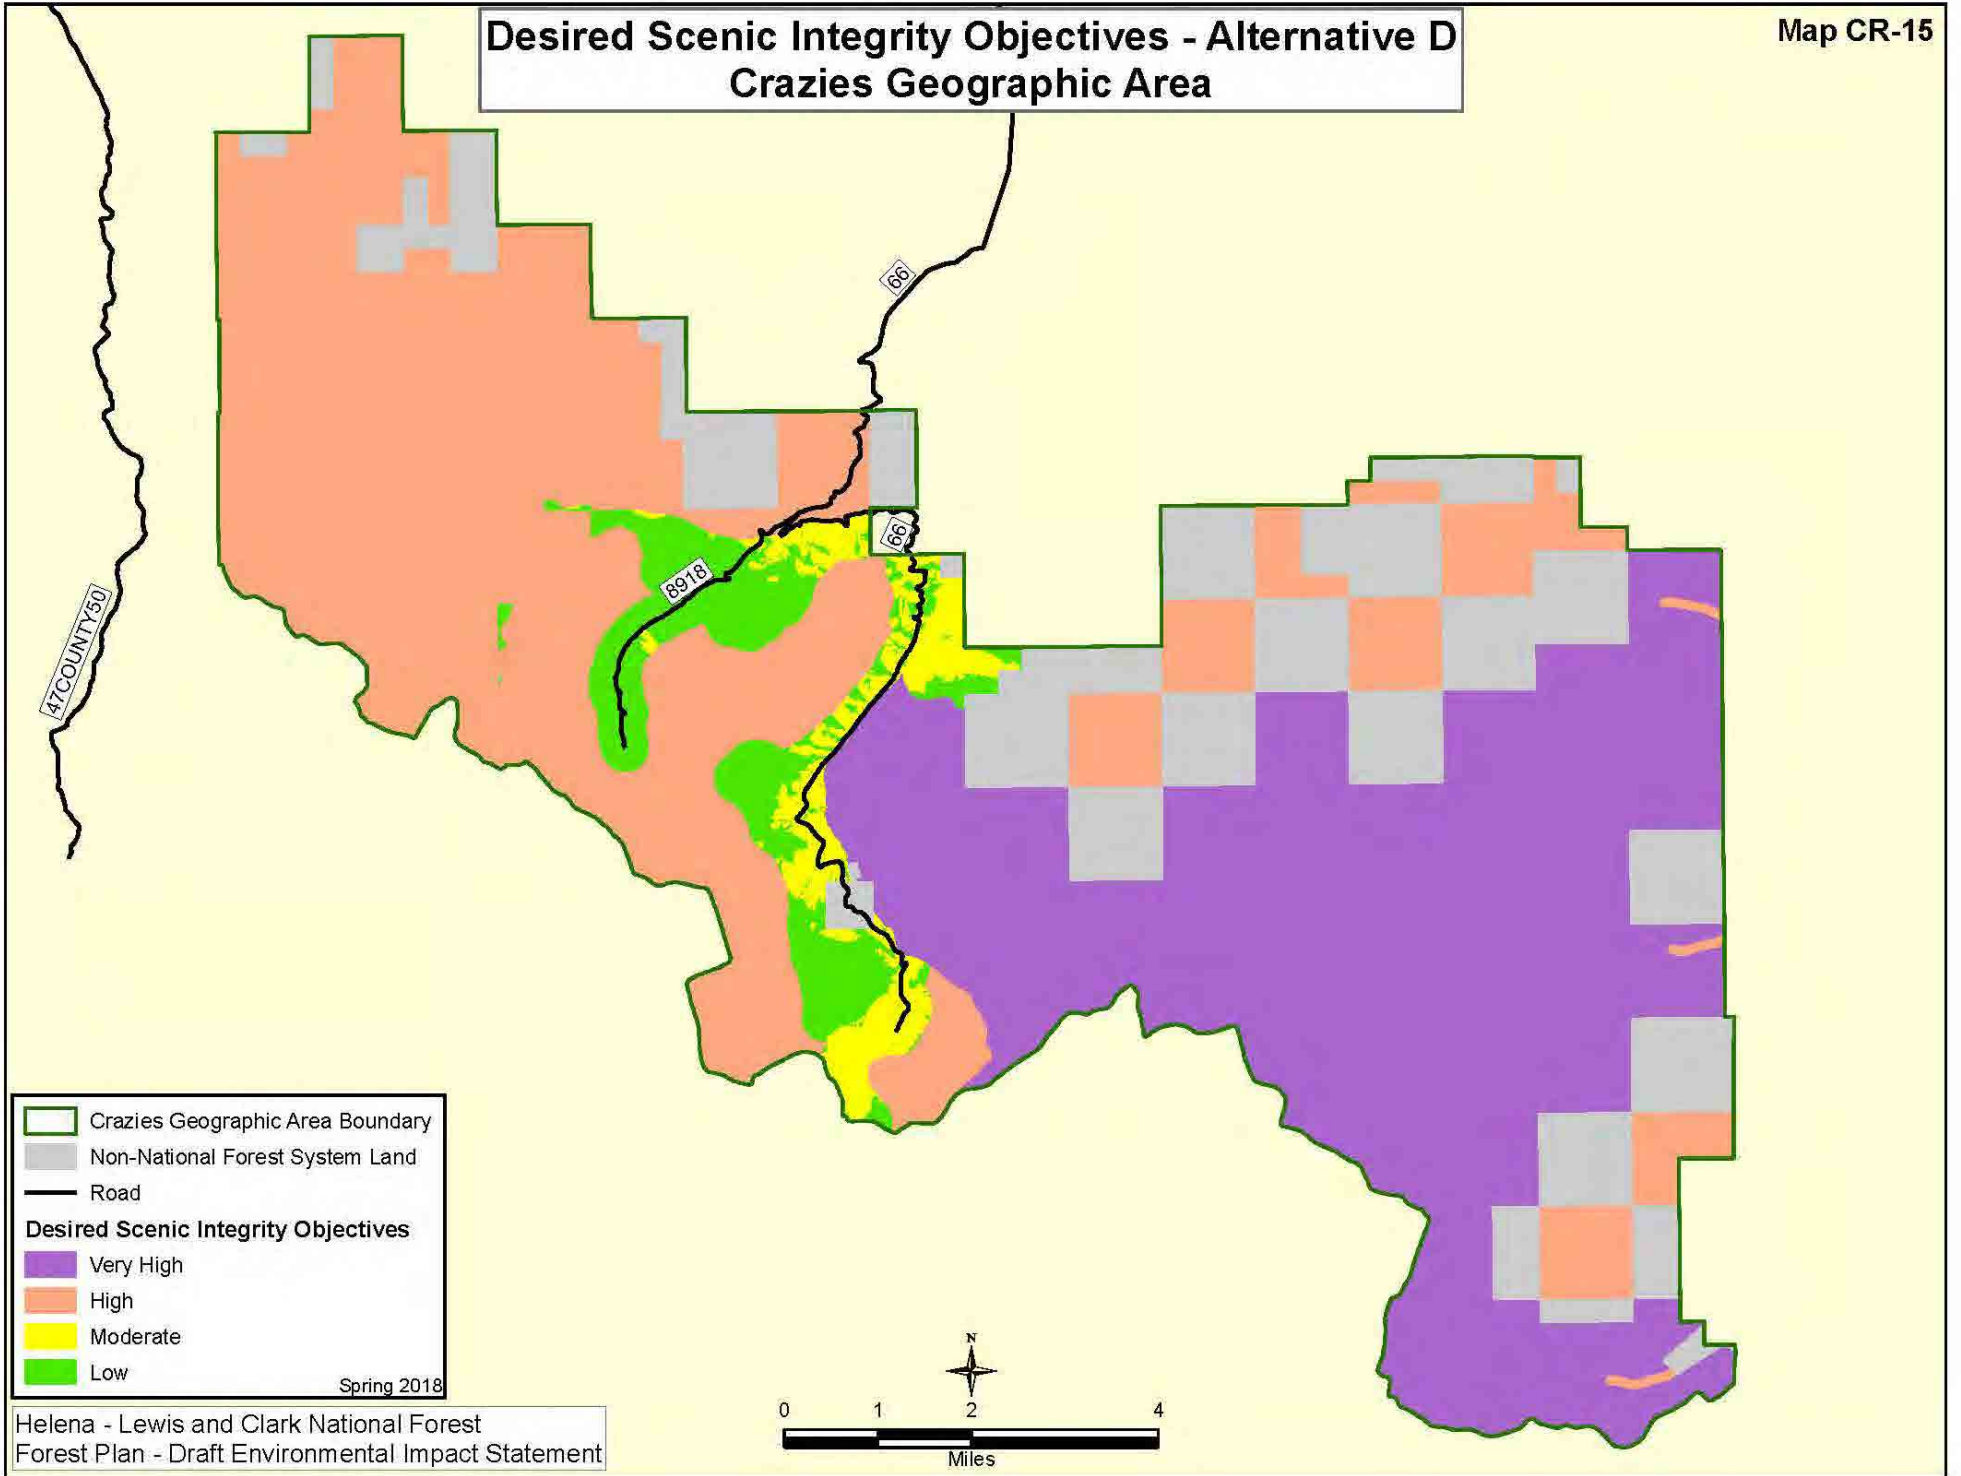 Desired Scenic Integrity Objectives - Alternative D
Crazies Geographic Area
Map CR-15
66
66
8918
47COUNTY50
Crazies Geographic Area Boundary
Non-National Forest System Land
Road
Desired Scenic Integrity Objectives
Very High
High
Moderate
Low
Spring 2018
Helena - Lewis and Clark National Forest
Forest Plan - Draft Environmental Impact Statement
N
0 1 2 4
Miles